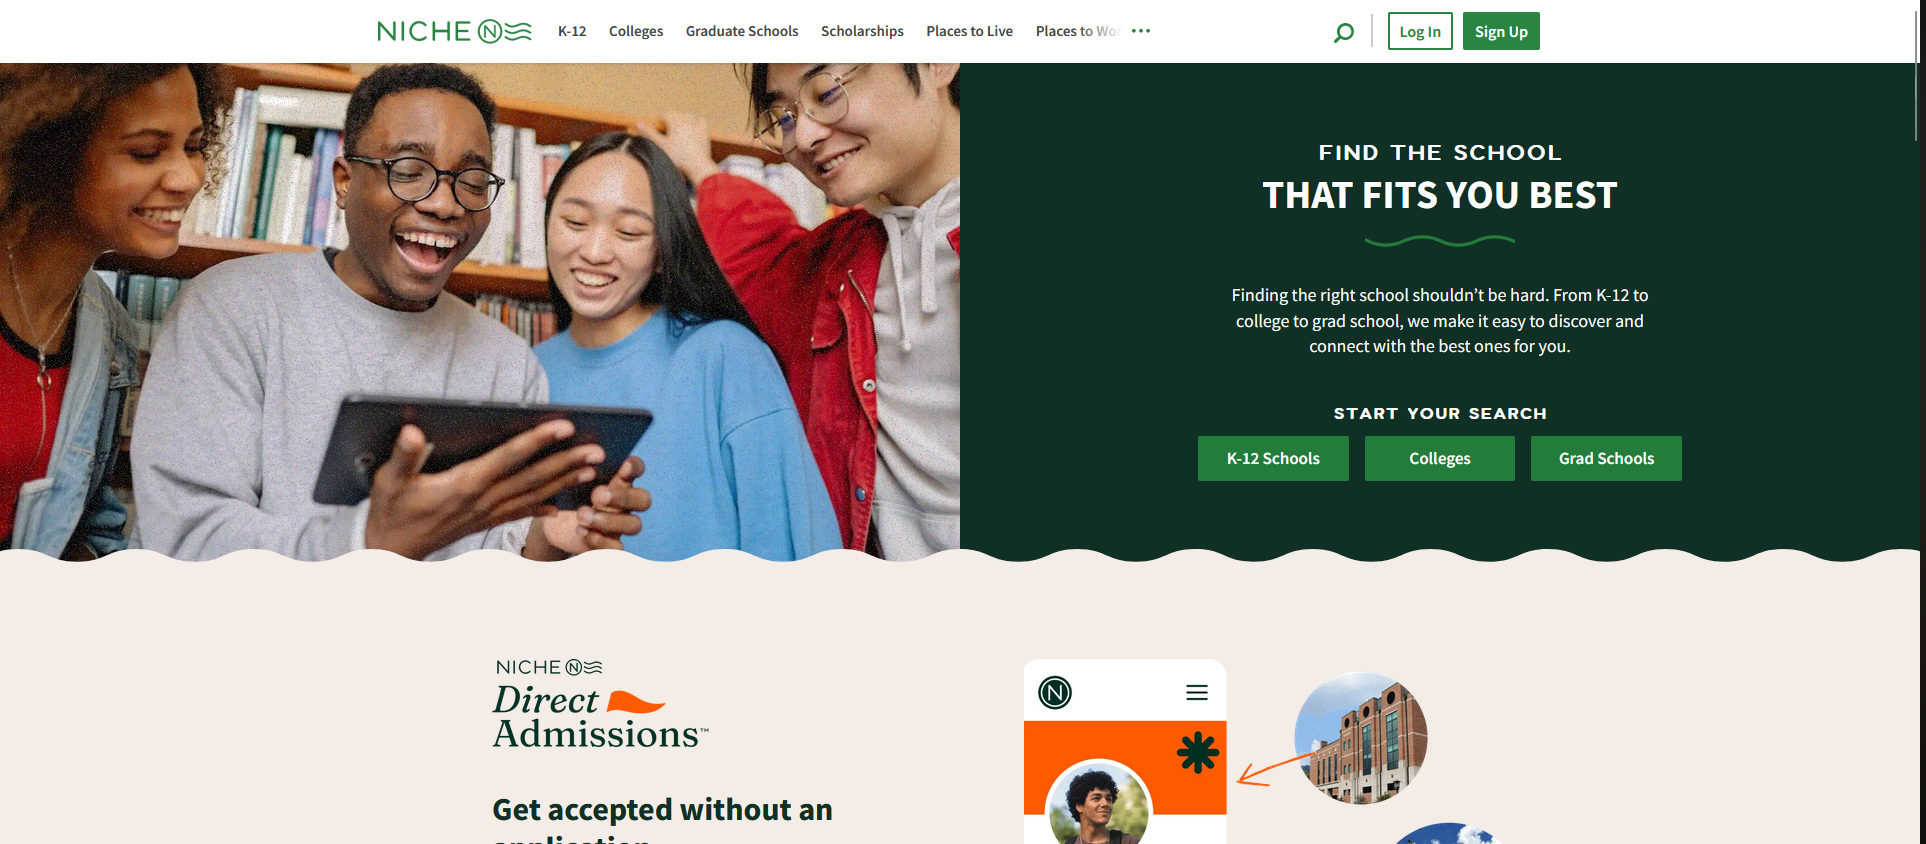 NICHE N
K-12 Colleges Graduate Schools Scholarships Places to Live Places to Wor
Log In Sign Up
FIND THE SCHOOL
THAT FITS YOU BEST
Finding the right school shouldn’t be hard. From K-12 to
college to grad school, we make it easy to discover and
connect with the best ones for you.
START YOUR SEARCH
K-12 Schools Colleges Grad Schools
NICHE N
Direct
Admissions™
Get accepted without an
application
N